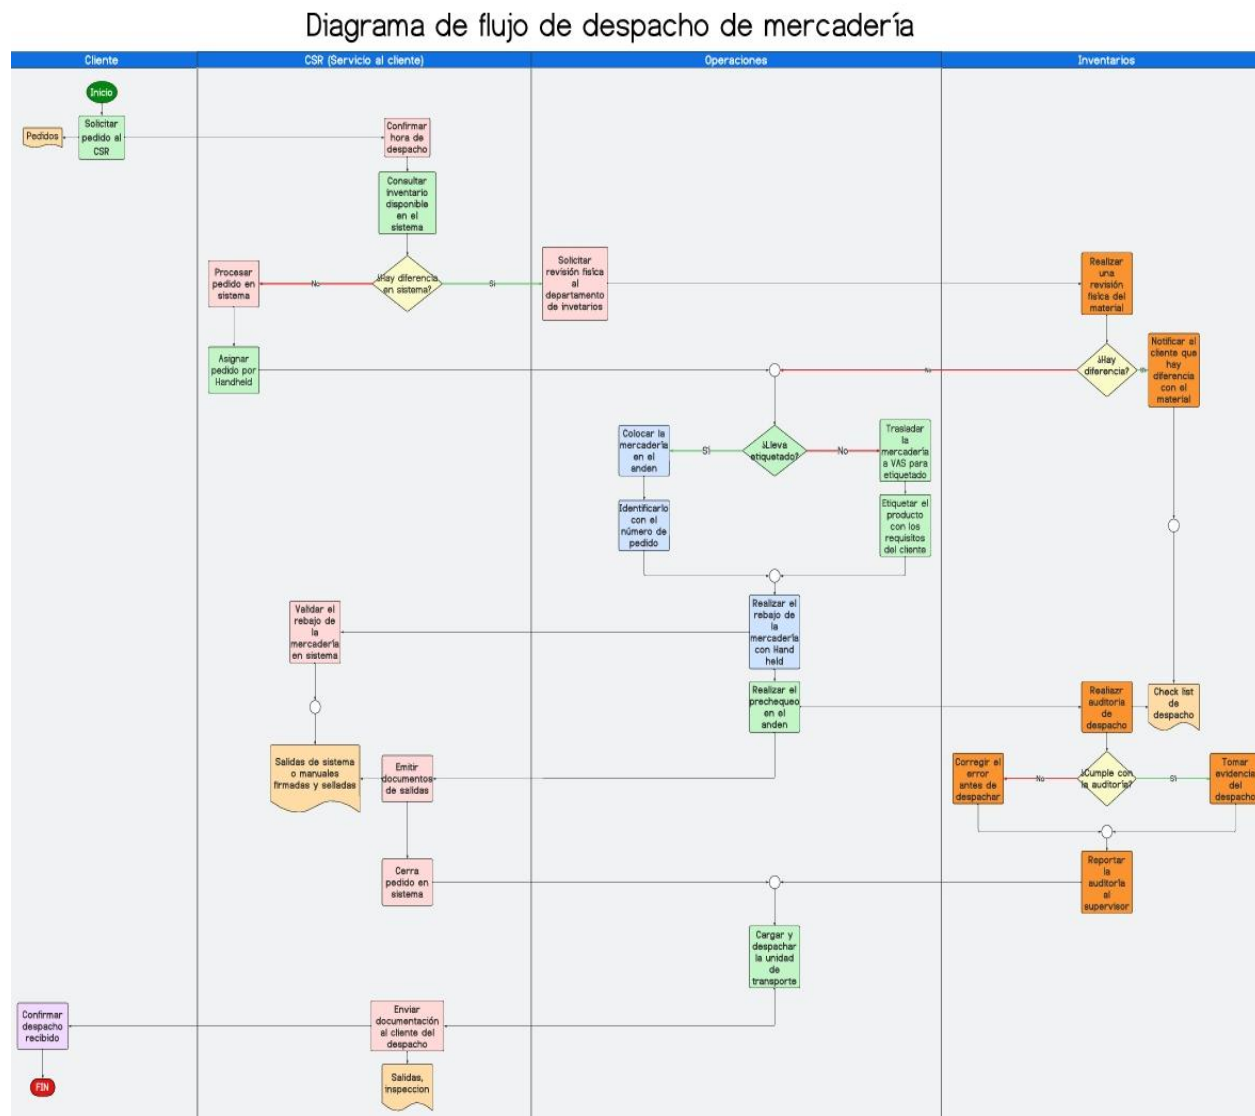 Diagrama de flujo de despacho de mercadería
Cliente
CSR (Servicio al cliente)
Operaciones
Inventarios
Inicio
Pedidos
Solicitar
pedido al
CSR
Confirmar
hora de
despacho
Consultar
inventario
disponible
en el
sistema
Procesar
pedido en
sistema
No
¿Hay diferencia
en sistema?
Si
Solicitar
revisión fisica
al
departamento
de invetarios
Realizar
una
revisión
fisica del
material
Asignar
pedido por
Handheld
No
¿Hay
diferencia?
Notificar al
cliente que
hay
diferencia
con el
material
Colocar la
mercadería
en el
anden
Sí
¿Lleva
etiquetado?
No
Trasladar
la
mercadería
a VAS para
etiquetado
Identificarlo
con el
número de
pedido
Etiquetar el
producto
con los
requisitos
del cliente
Validar el
rebajo de
la
mercadería
en sistema
Realizar el
rebajo de
la
mercadería
con Hand
held
Realizar el
prechequeo
en el
anden
Realiazr
auditoría
de
despacho
Check list
de
despacho
Salidas de sistema
o manuales
firmadas y selladas
Emitir
documentos
de salidas
Corregir el
error
antes de
despachar
No
¿Cumple con
la auditoría?
Sí
Tomar
evidencia
del
despacho
Cerra
pedido en
sistema
Reportar
la
auditoría
al
supervisor
Cargar y
despachar
la unidad
de
transporte
Confirmar
despacho
recibido
Enviar
documentación
al cliente del
despacho
FIN
Salidas,
inspeccion